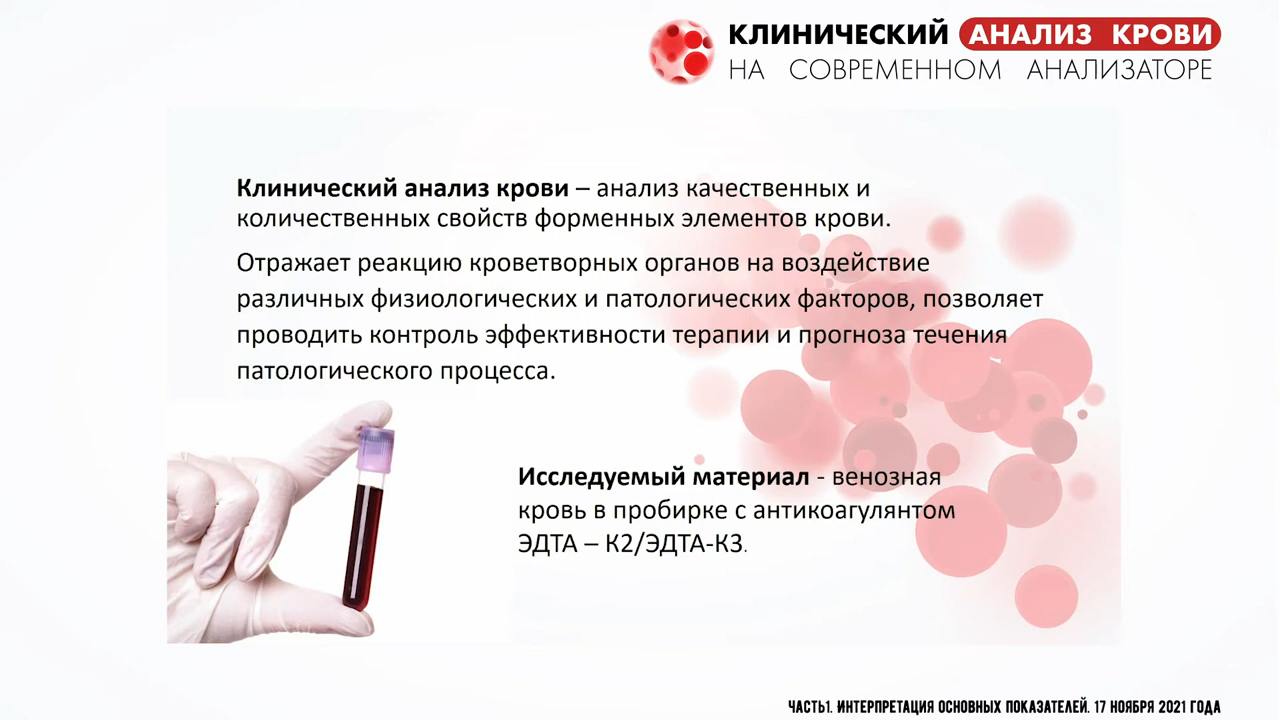 КЛИНИЧЕСКИЙ АНАЛИЗ КРОВИ
НА СОВРЕМЕННОМ АНАЛИЗАТОРЕ
Клинический анализ крови – анализ качественных и
количественных свойств форменных элементов крови.
Отражает реакцию кроветворных органов на воздействие
различных физиологических и патологических факторов, позволяет
проводить контроль эффективности терапии и прогноза течения
патологического процесса.
Исследуемый материал - венозная
кровь в пробирке с антикоагулянтом
ЭДТА – К2/ЭДТА-К3.
ЧАСТЬ1. ИНТЕРПРЕТАЦИЯ ОСНОВНЫХ ПОКАЗАТЕЛЕЙ. 17 НОЯБРЯ 2021 ГОДА